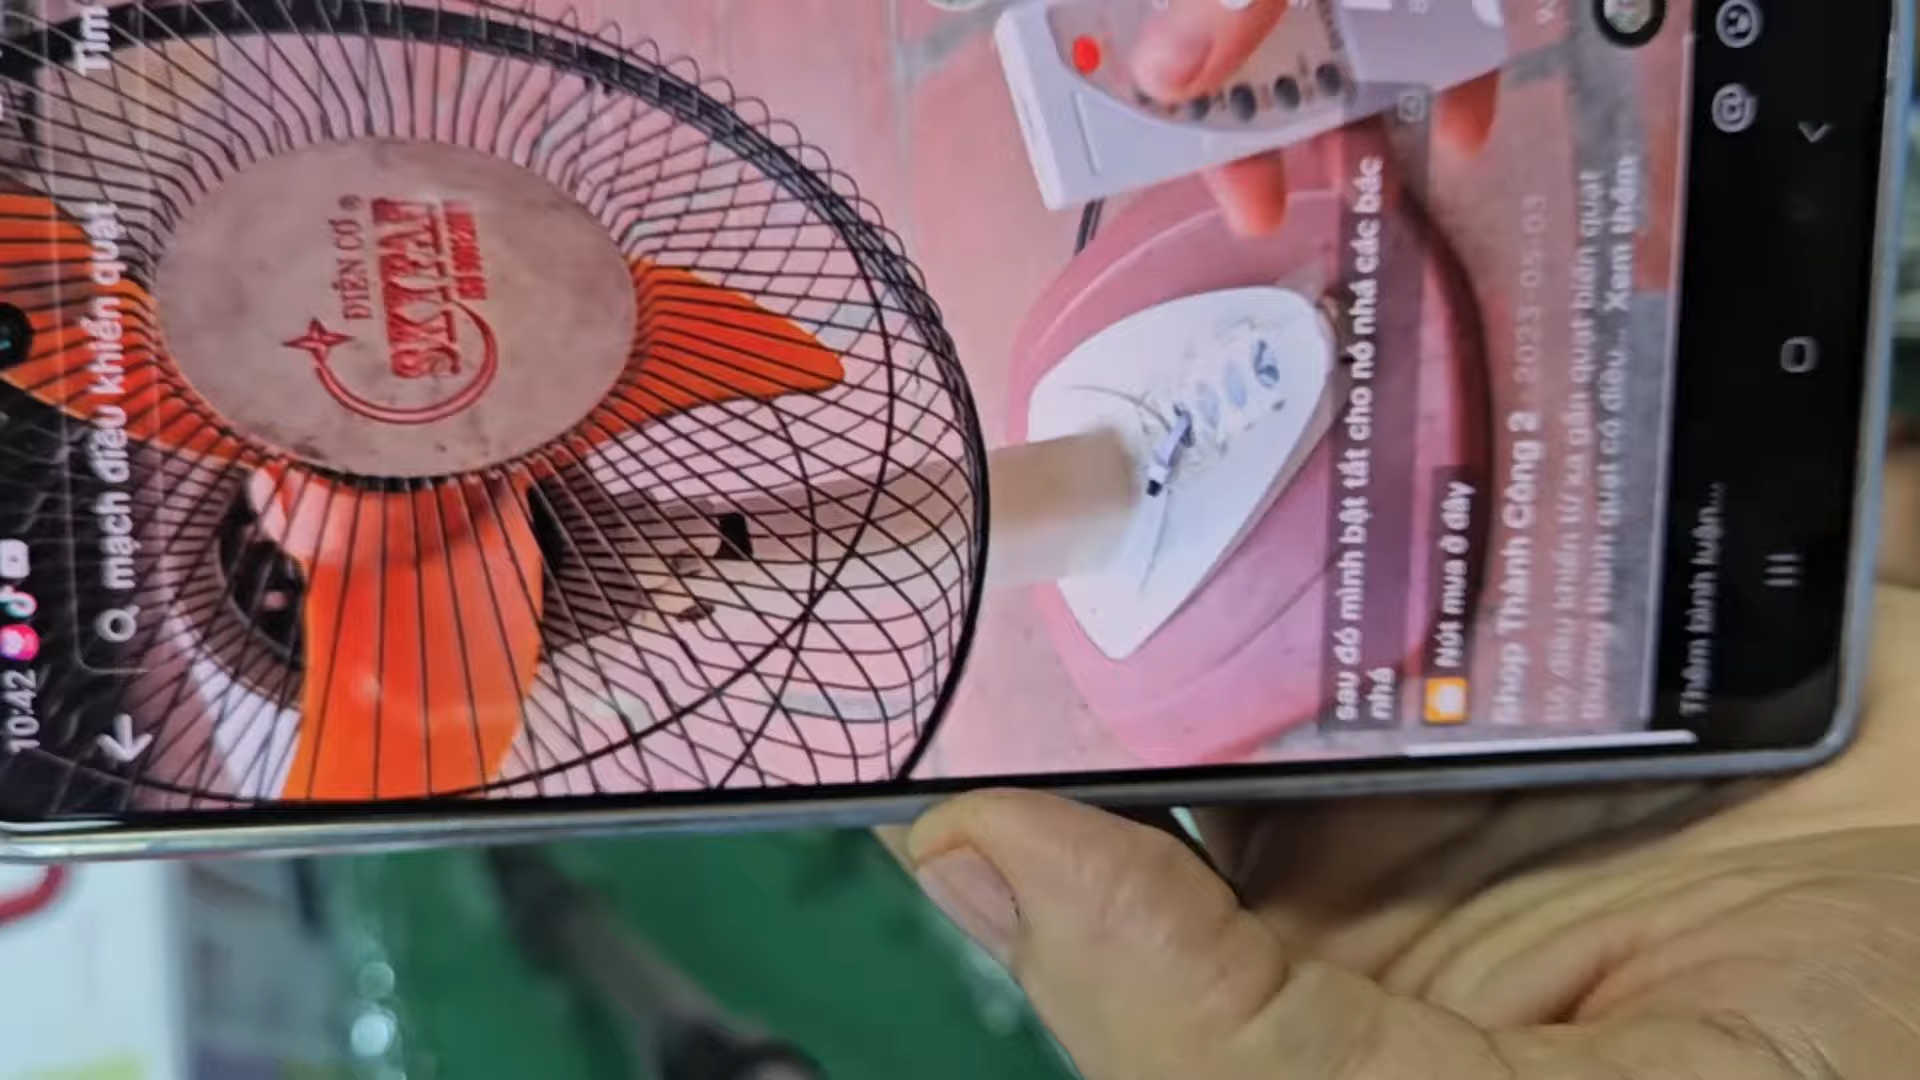 10:42
mạch điều khiển quạt
Tìm
ĐIỆN CƠ ®
SKYFAN
sau đó mình bật tắt cho nó nhá các bác
nhá
Nút mua ở đây
Shop Thành Công 2 · 2023-05-03
Bộ điều khiển từ xa gắn quạt biến quạt
thường thành quạt có điều... Xem thêm
Thêm bình luận...